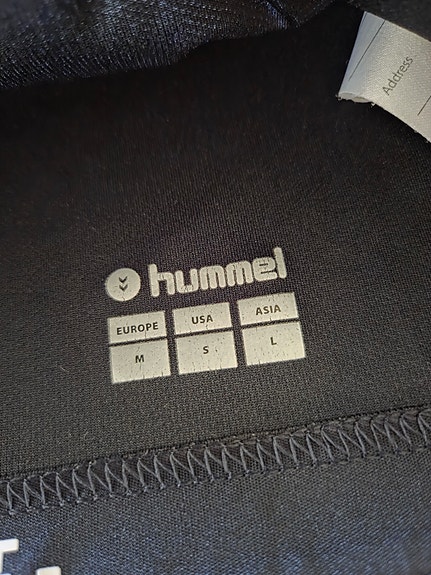 Address
hummel
EUROPE USA ASIA
M S L